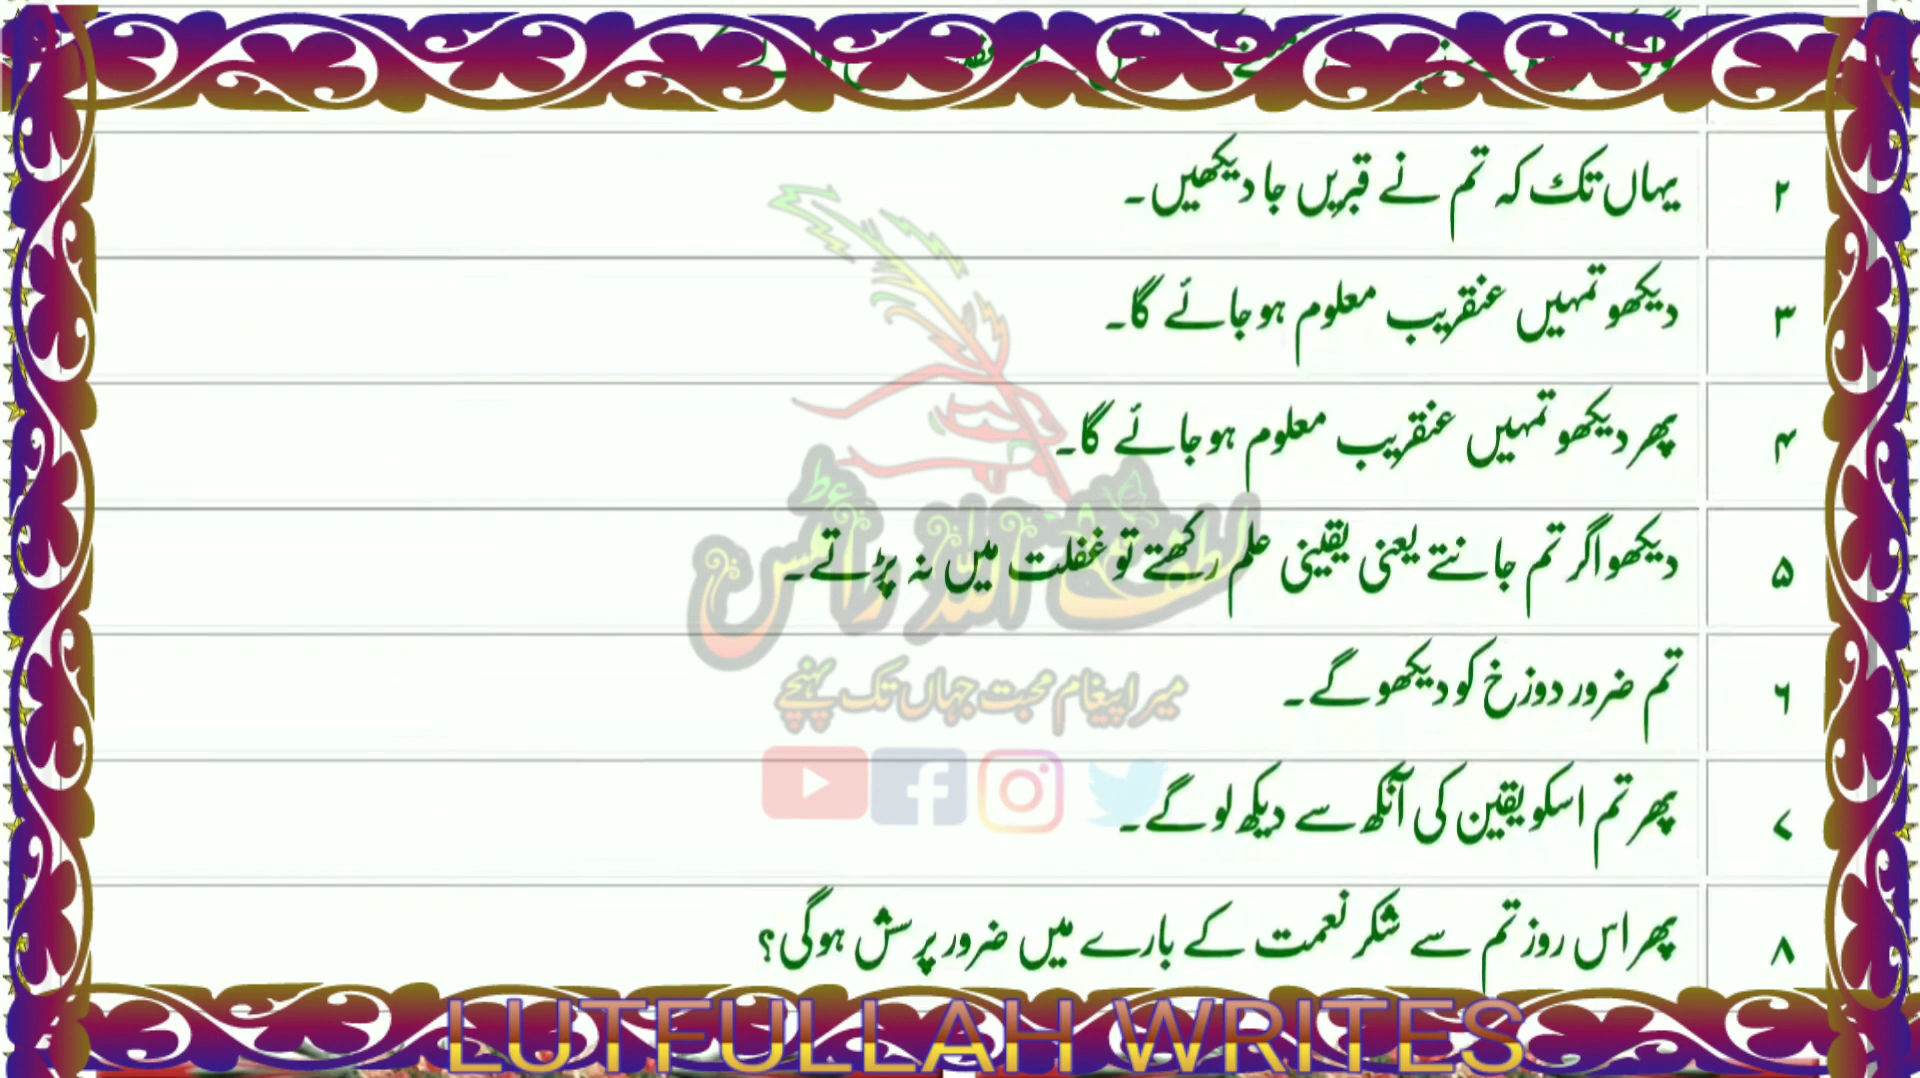 ۲ یہاں تک کہ تم نے قبریں جا دیکھیں۔
۳ دیکھو تمہیں عنقریب معلوم ہو جائے گا۔
۴ پھر دیکھو تمہیں عنقریب معلوم ہو جائے گا۔
۵ دیکھو اگر تم جانتے یعنی یقینی علم رکھتے تو غفلت میں نہ پڑتے۔
۶ تم ضرور دوزخ کو دیکھو گے۔
۷ پھر تم اسکو یقین کی آنکھ سے دیکھ لو گے۔
۸ پھر اس روز تم سے شکر نعمت کے بارے میں ضرور پرسش ہو گی؟
لطف اللہ رائٹس
میرا پیغام محبت جہاں تک پہنچے
LUTFULLAH WRITES